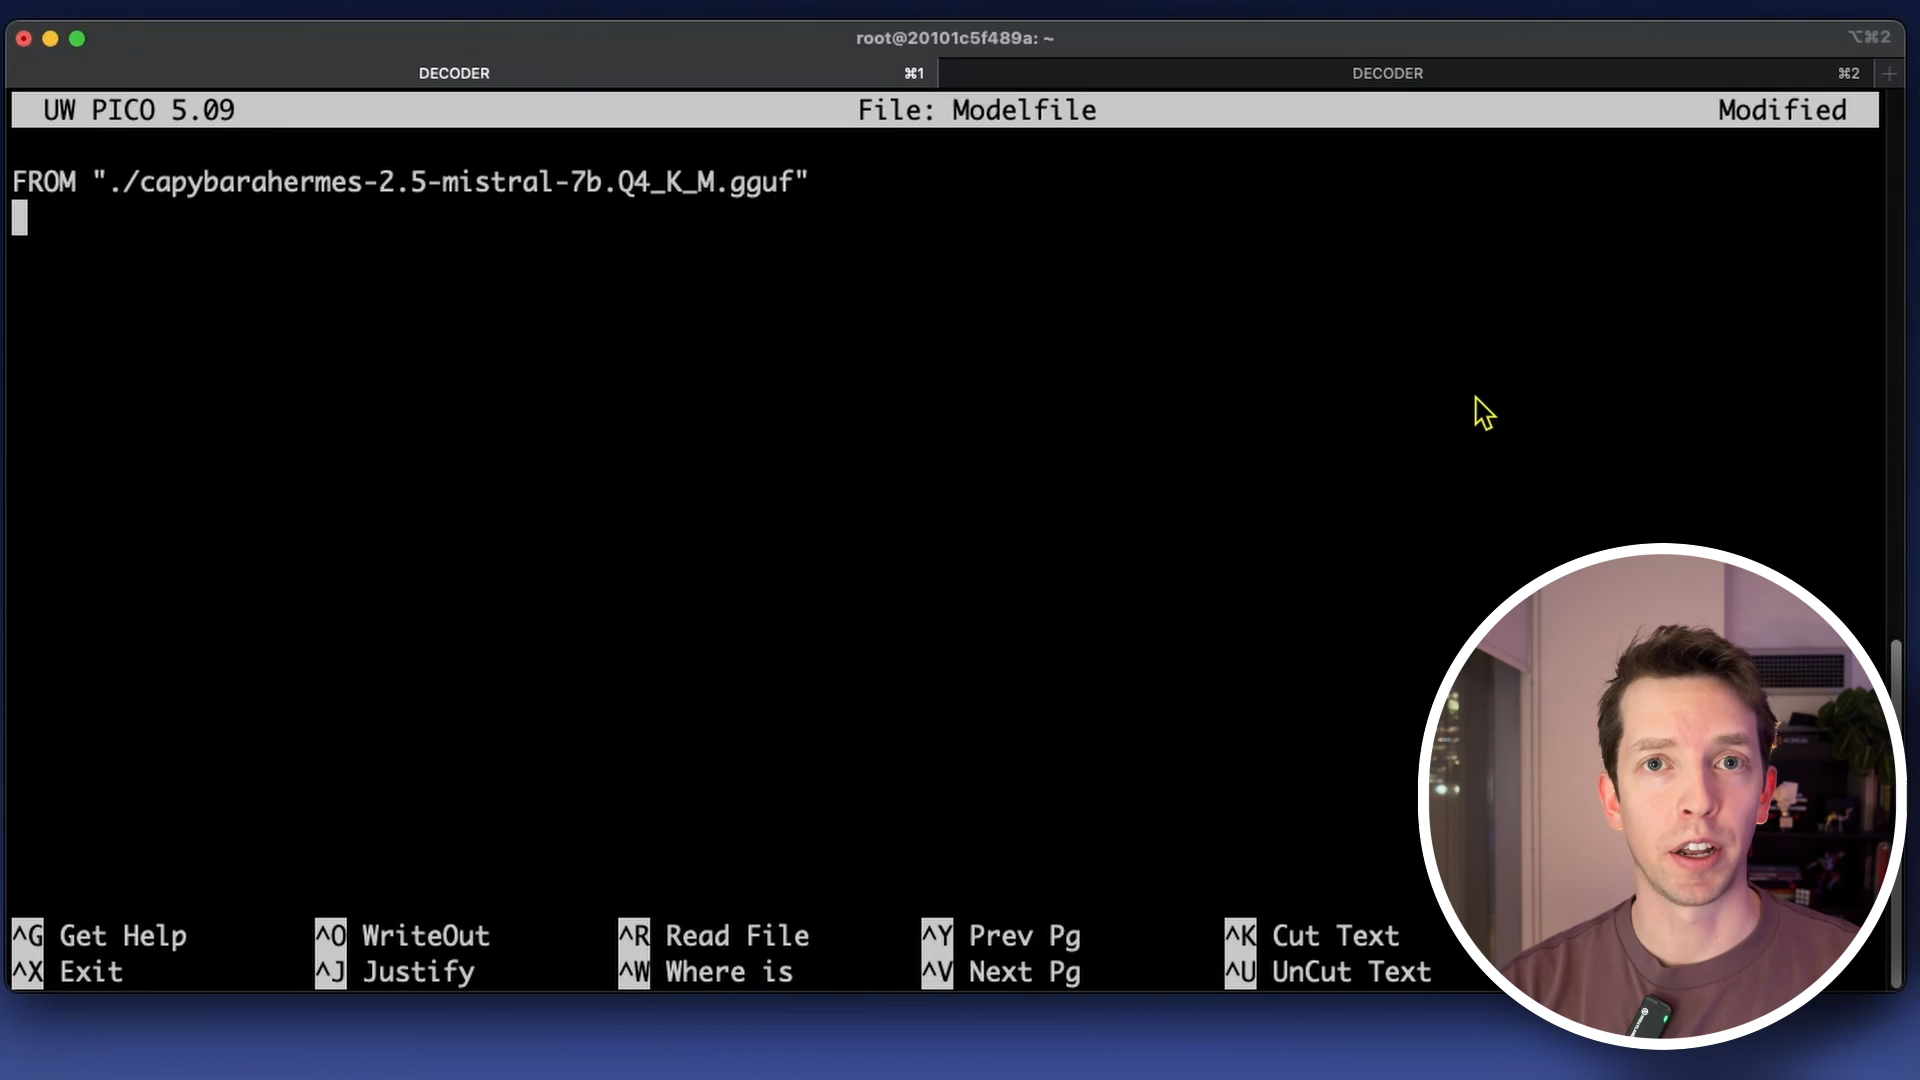 root@20101c5f489a: ~
⌥⌘2
DECODER
⌘1
DECODER
⌘2
UW PICO 5.09
File: Modelfile
Modified
FROM "./capybarahermes-2.5-mistral-7b.Q4_K_M.gguf"
^G Get Help
^O WriteOut
^R Read File
^Y Prev Pg
^K Cut Text
^X Exit
^J Justify
^W Where is
^V Next Pg
^U UnCut Text